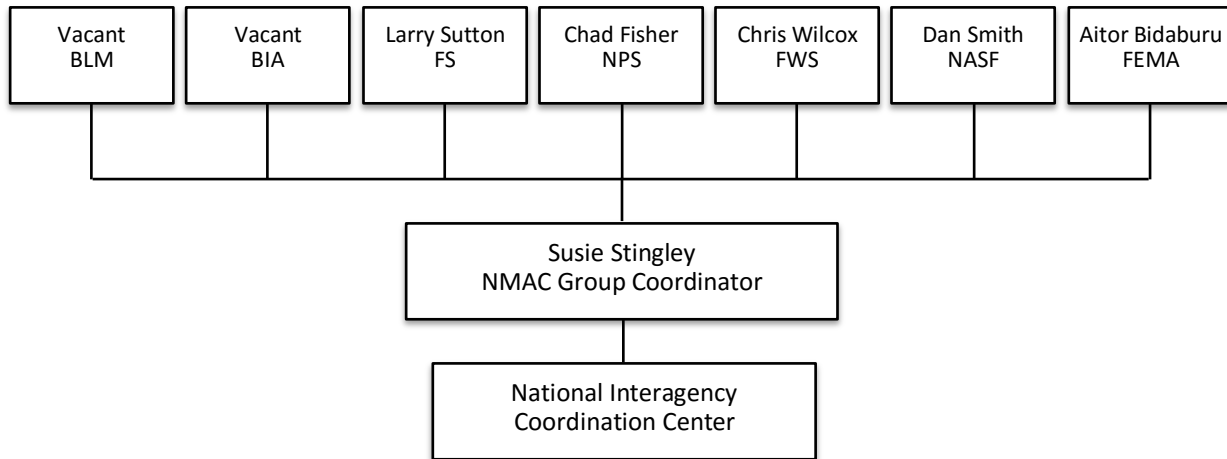 Vacant
BLM
Vacant
BIA
Larry Sutton
FS
Chad Fisher
NPS
Chris Wilcox
FWS
Dan Smith
NASF
Aitor Bidaburu
FEMA
Susie Stingley
NMAC Group Coordinator
National Interagency
Coordination Center